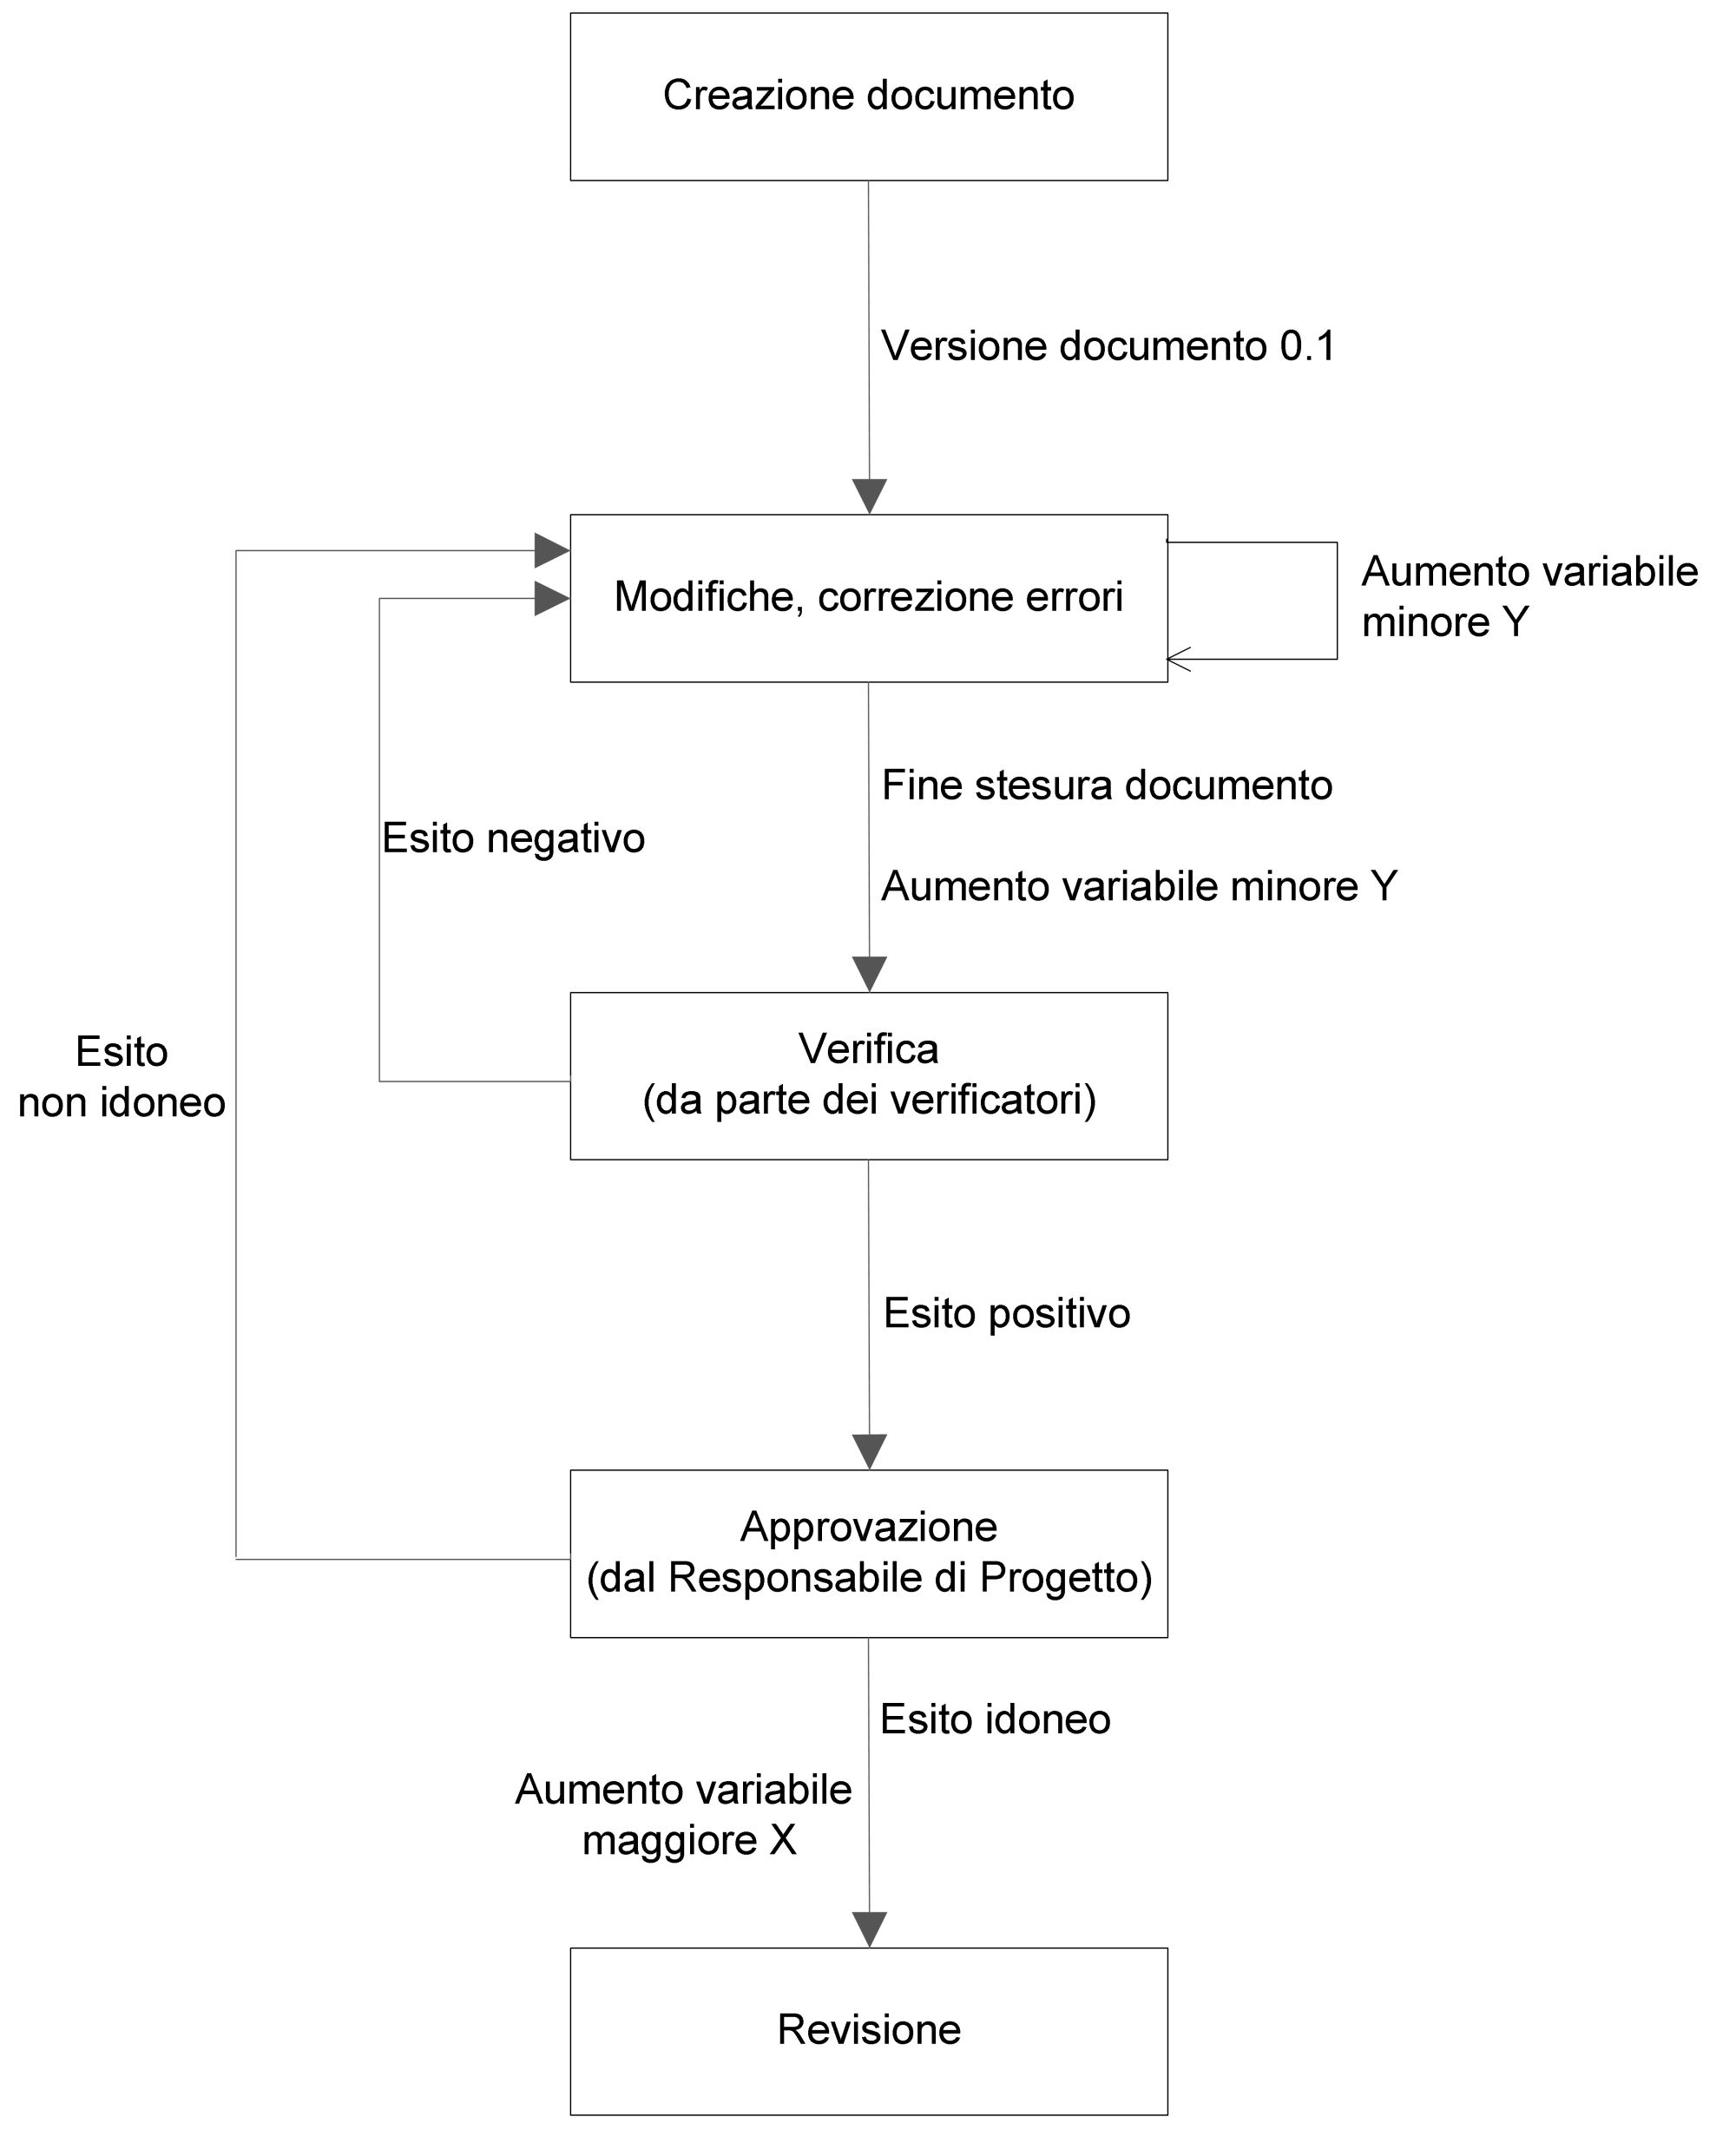 Creazione documento
Versione documento 0.1
Modifiche, correzione errori
Aumento variabile
minore Y
Fine stesura documento
Esito negativo
Aumento variabile minore Y
Esito
non idoneo
Verifica
(da parte dei verificatori)
Esito positivo
Approvazione
(dal Responsabile di Progetto)
Esito idoneo
Aumento variabile
maggiore X
Revisione